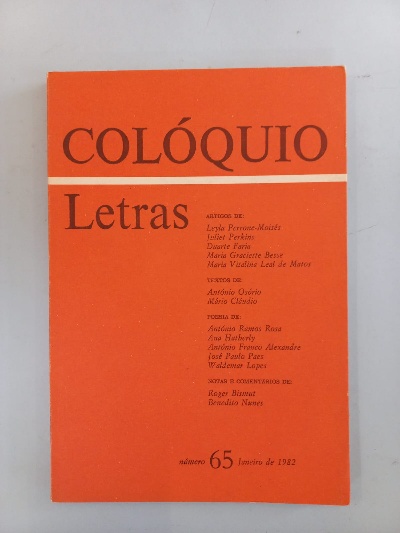 COLÓQUIO
Letras
ARTIGOS DE:
Leyla Perrone-Moisés
Juliet Perkins
Duarte Faria
Maria Graciette Besse
Maria Vitalina Leal de Matos
TEXTOS DE:
António Osório
Mário Cláudio
POESIA DE:
António Ramos Rosa
Ana Hatherly
António Franco Alexandre
José Paulo Paes
Waldemar Lopes
NOTAS E COMENTÁRIOS DE:
Roger Bismut
Benedito Nunes
número 65 Janeiro de 1982